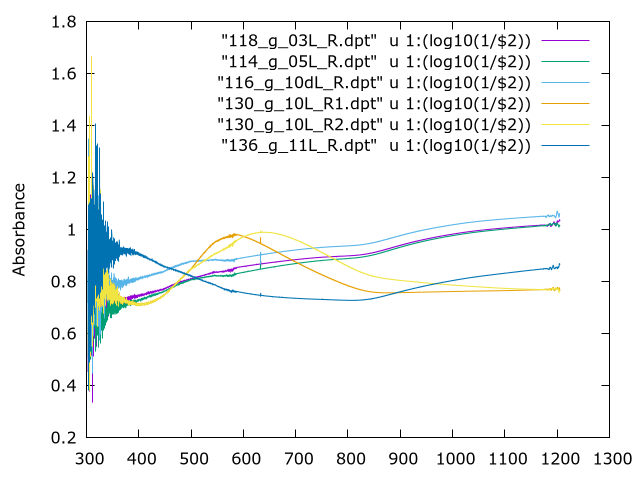 1.8
1.6
1.4
1.2
1
0.8
0.6
0.4
0.2
Absorbance
"118_g_03L_R.dpt"  u 1:(log10(1/$2))
"114_g_05L_R.dpt"  u 1:(log10(1/$2))
"116_g_10dL_R.dpt"  u 1:(log10(1/$2))
"130_g_10L_R1.dpt"  u 1:(log10(1/$2))
"130_g_10L_R2.dpt"  u 1:(log10(1/$2))
"136_g_11L_R.dpt"  u 1:(log10(1/$2))
300 400 500 600 700 800 900 1000 1100 1200 1300